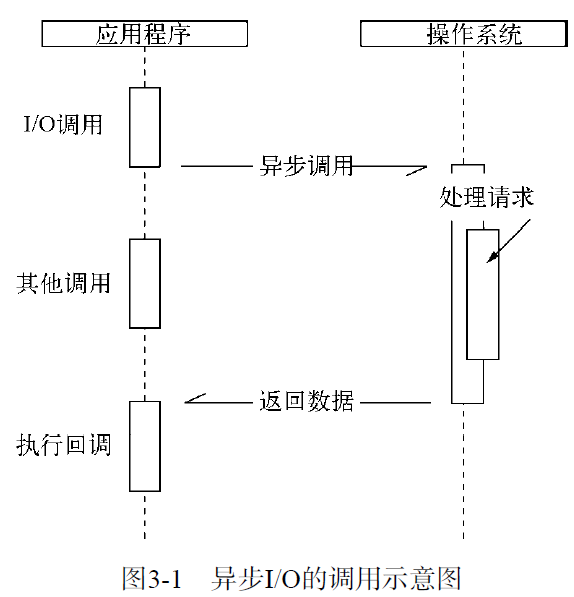 应用程序
操作系统
I/O调用
异步调用
处理请求
其他调用
返回数据
执行回调
图3-1 异步I/O的调用示意图